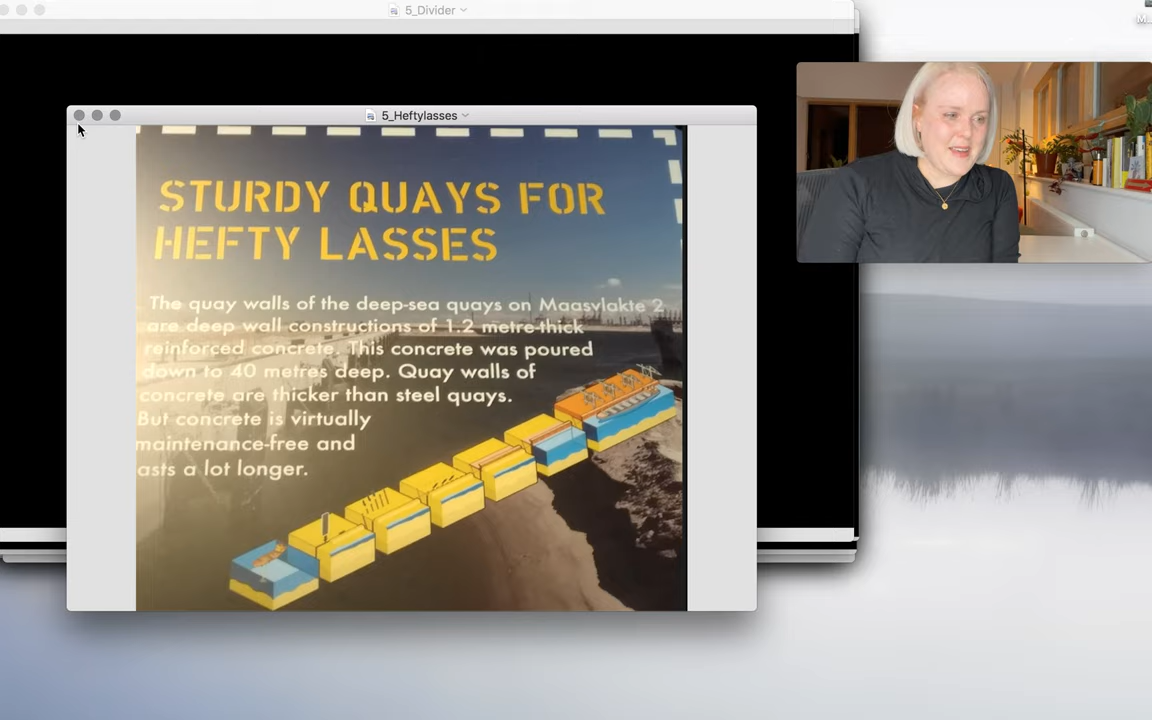 5_Divider
M...
5_Heftylasses
STURDY QUAYS FOR
HEFTY LASSES
The quay walls of the deep-sea quays on Maasvlakte 2
are deep wall constructions of 1.2 metre-thick
reinforced concrete. This concrete was poured
down to 40 metres deep. Quay walls of
concrete are thicker than steel quays.
But concrete is virtually
maintenance-free and
asts a lot longer.